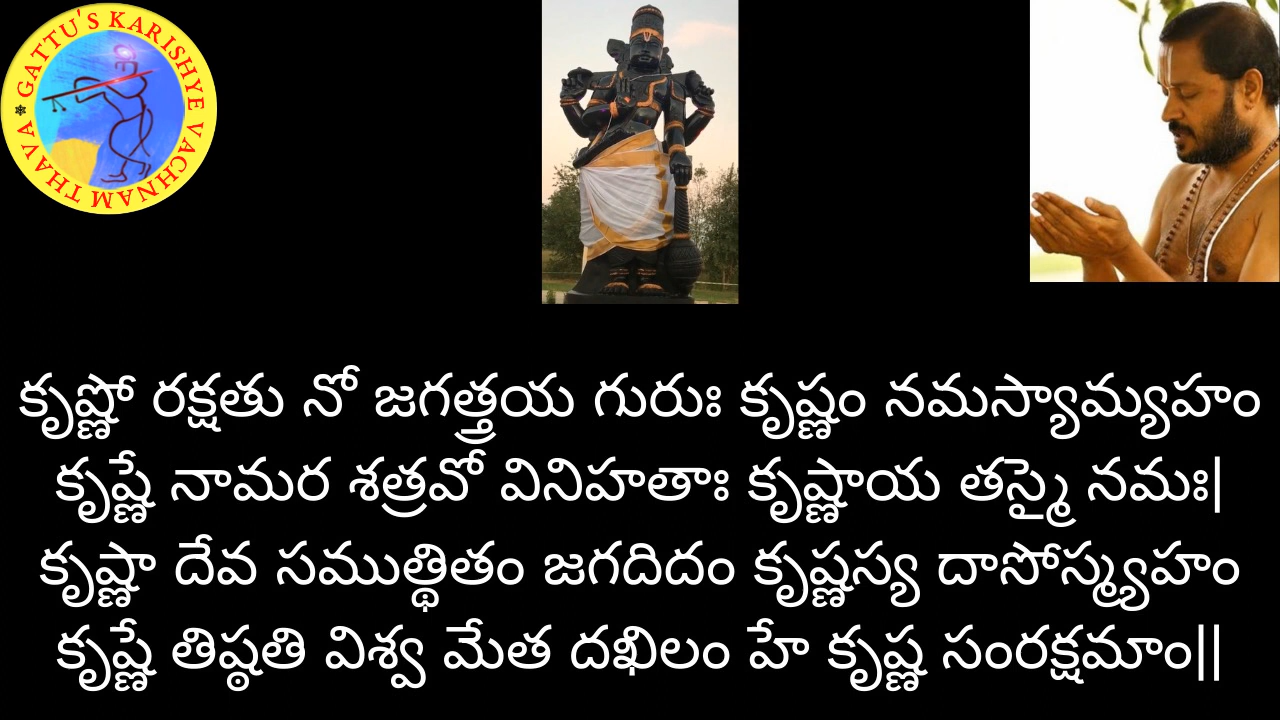 GATTU'S KARISHYE VACHNAM THAVA
కృష్ణో రక్షతు నో జగత్త్రయ గురుః కృష్ణం నమస్యామ్యహం
కృష్ణే నామర శత్రవో వినిహతాః కృష్ణాయ తస్మై నమః|
కృష్ణా దేవ సముత్థితం జగదిదం కృష్ణస్య దాసోస్మ్యహం
కృష్ణే తిష్ఠతి విశ్వ మేత దఖిలం హే కృష్ణ సంరక్షమాం||